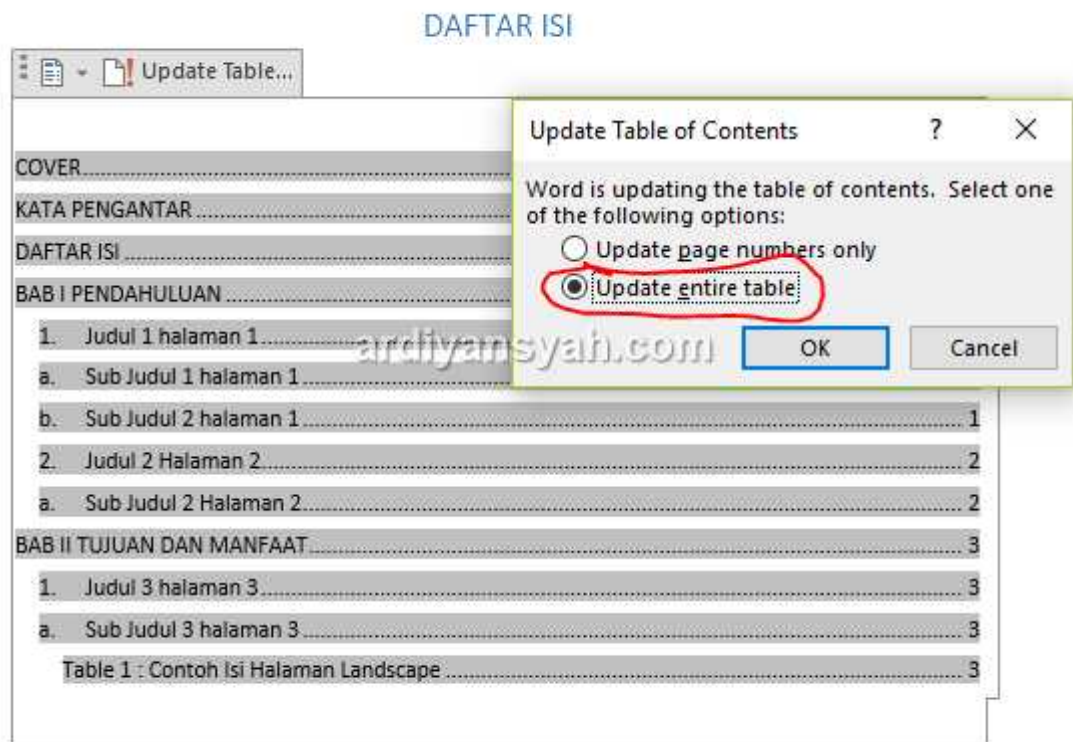 DAFTAR ISI
Update Table...
Update Table of Contents ? X
Word is updating the table of contents. Select one
of the following options:
Update page numbers only
Update entire table
OK Cancel
COVER
KATA PENGANTAR
DAFTAR ISI
BAB I PENDAHULUAN
1. Judul 1 halaman 1
ardiyansyah.com
a. Sub Judul 1 halaman 1
b. Sub Judul 2 halaman 1 1
2. Judul 2 Halaman 2 2
a. Sub Judul 2 Halaman 2 2
BAB II TUJUAN DAN MANFAAT 3
1. Judul 3 halaman 3 3
a. Sub Judul 3 halaman 3 3
Table 1 : Contoh Isi Halaman Landscape 3